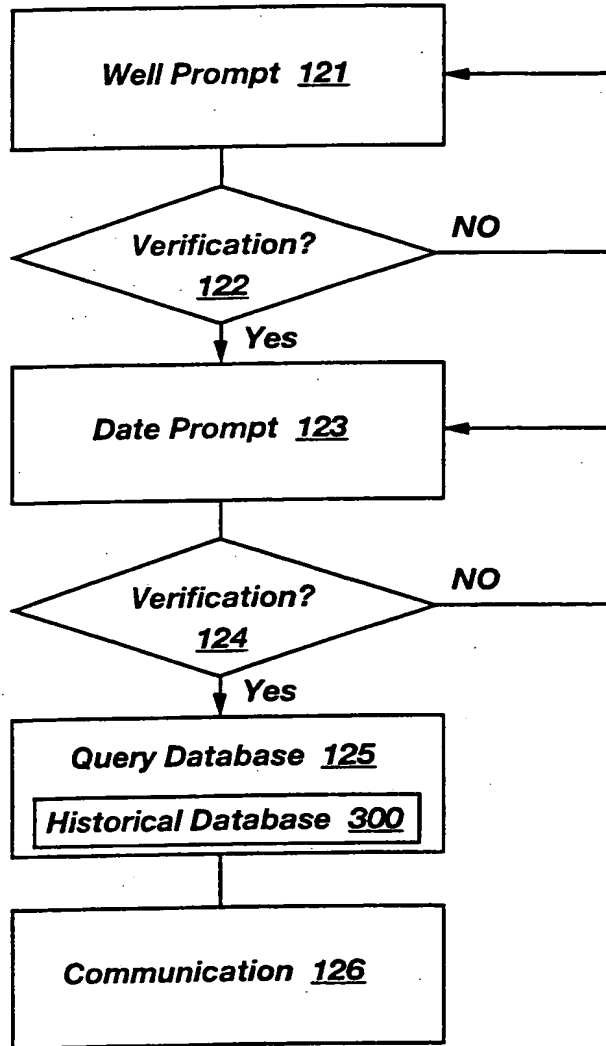 Well Prompt 121
Verification?
122
NO
Yes
Date Prompt 123
Verification?
124
NO
Yes
Query Database 125
Historical Database 300
Communication 126